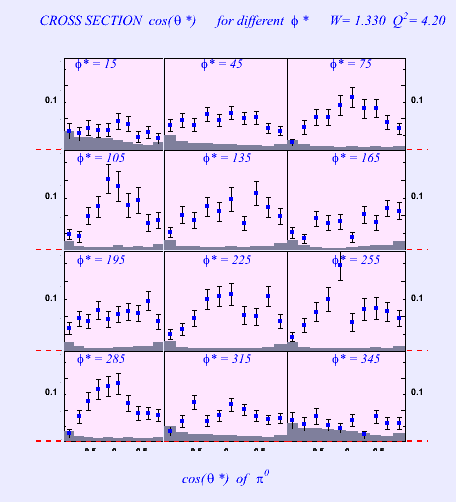 CROSS SECTION cos(θ*) for different ϕ* W= 1.330 Q²= 4.20
ϕ* = 15 ϕ* = 45 ϕ* = 75
0.1 0.1
ϕ* = 105 ϕ* = 135 ϕ* = 165
0.1 0.1
ϕ* = 195 ϕ* = 225 ϕ* = 255
0.1 0.1
ϕ* = 285 ϕ* = 315 ϕ* = 345
0.1 0.1
cos(θ*) of π⁰